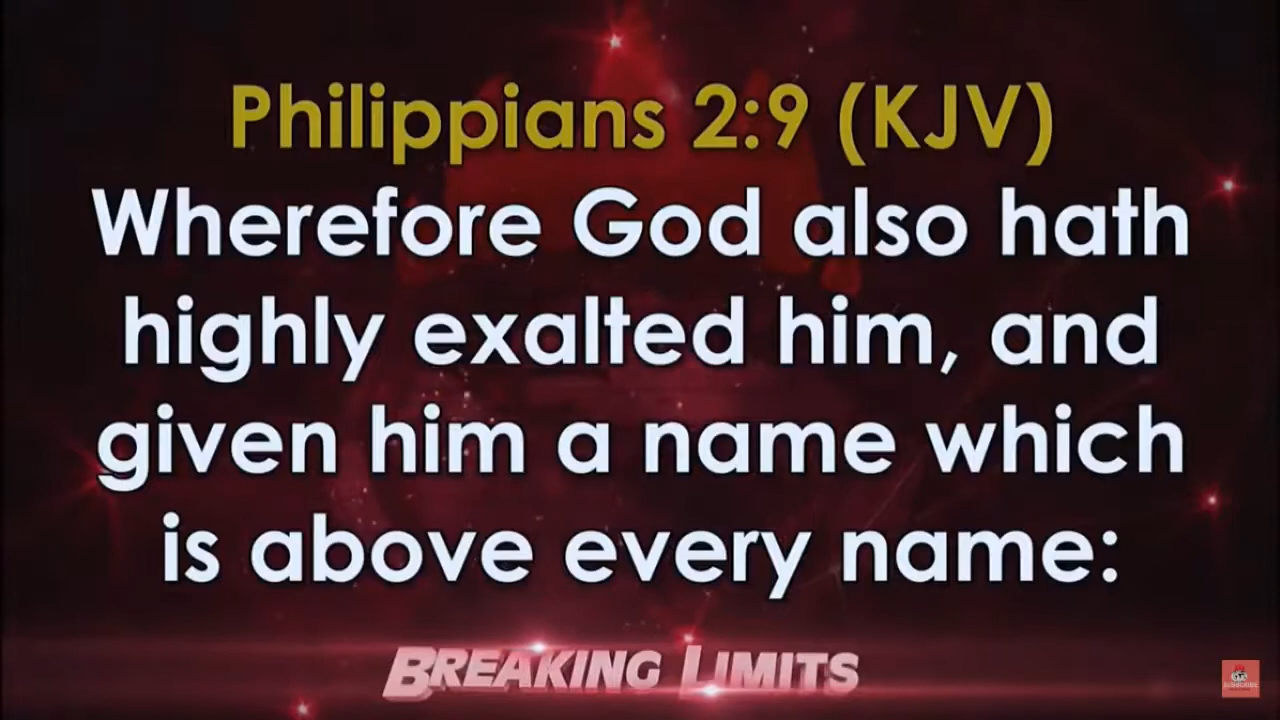 Philippians 2:9 (KJV)
Wherefore God also hath
highly exalted him, and
given him a name which
is above every name:
BREAKING LIMITS